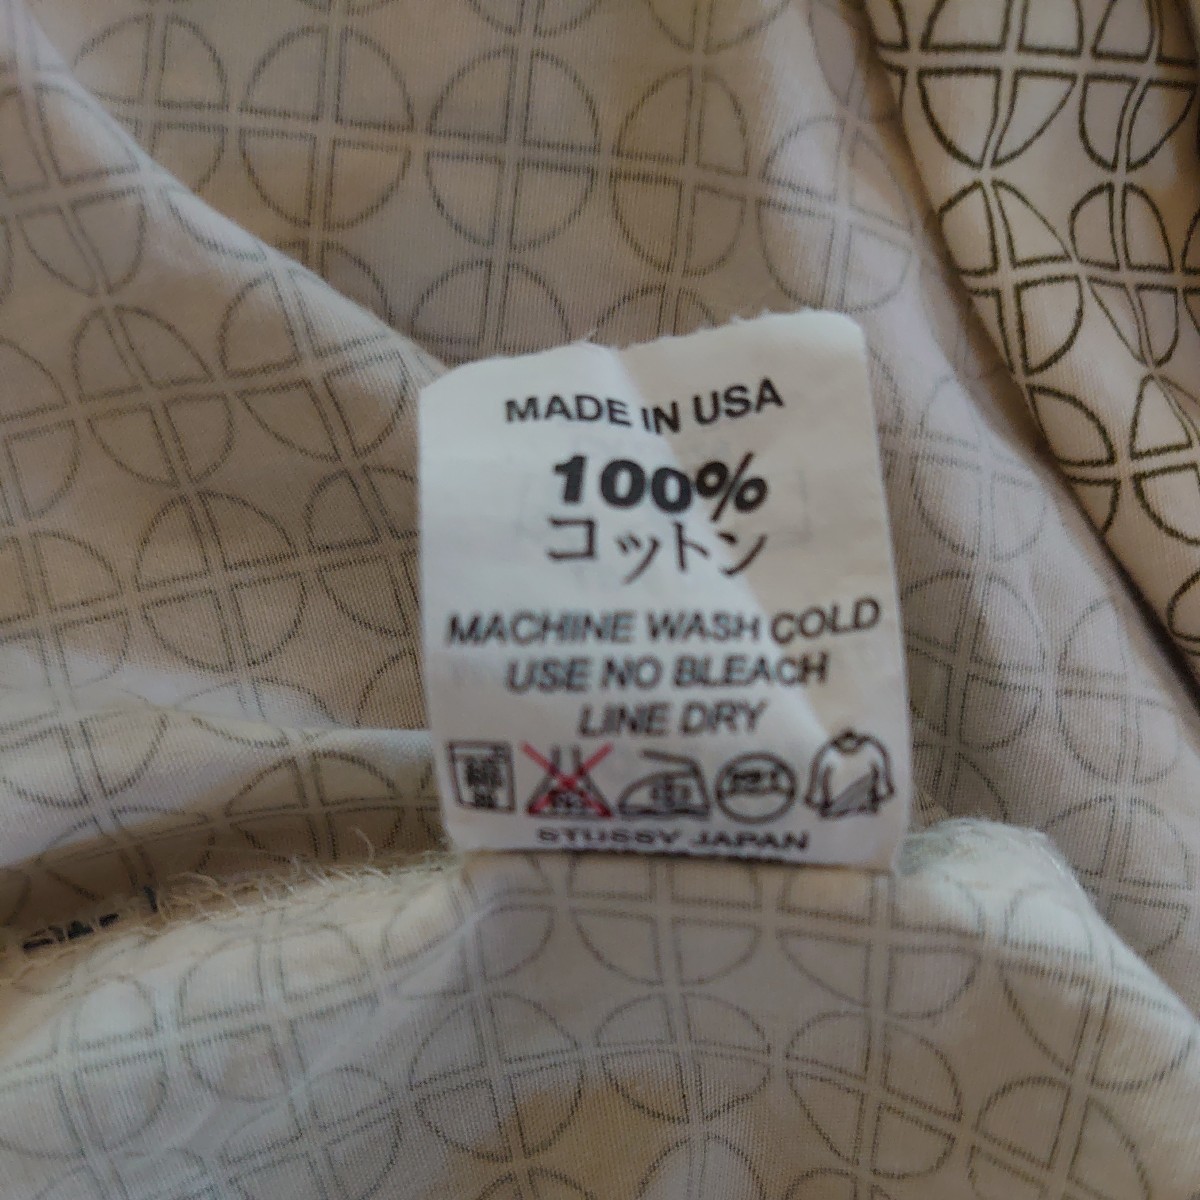 MADE IN USA
100%
コットン
MACHINE WASH COLD
USE NO BLEACH
LINE DRY
STUSSY JAPAN